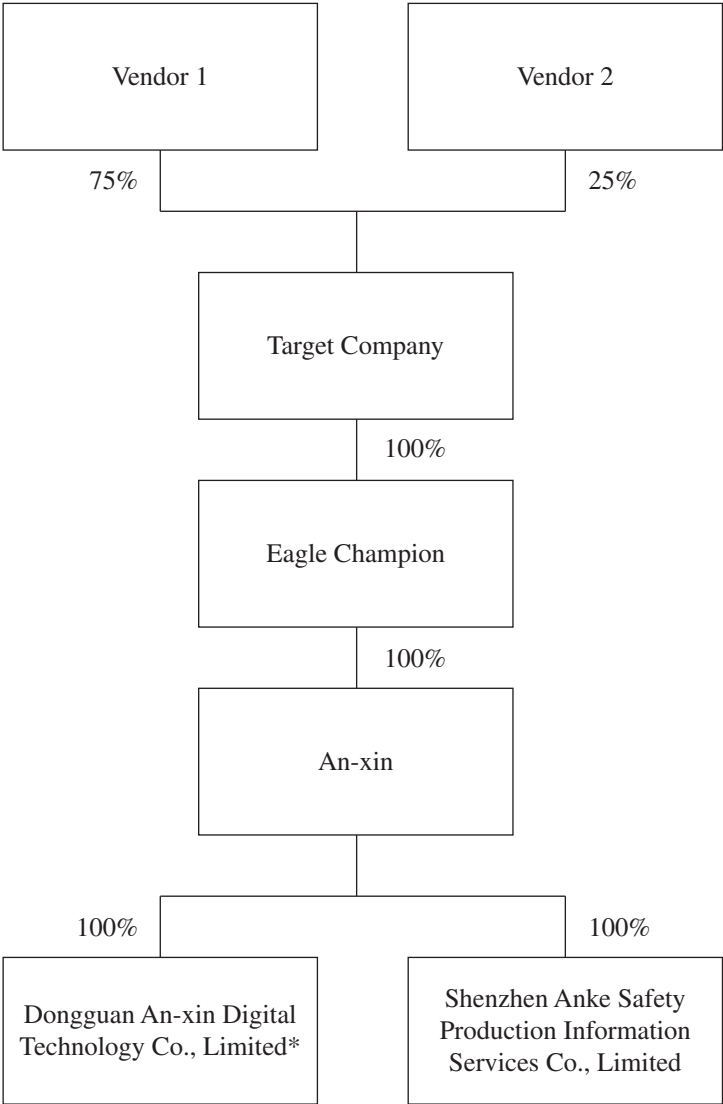 Vendor 1
Vendor 2
75%
25%
Target Company
100%
Eagle Champion
100%
An-xin
100%
100%
Dongguan An-xin Digital
Technology Co., Limited*
Shenzhen Anke Safety
Production Information
Services Co., Limited